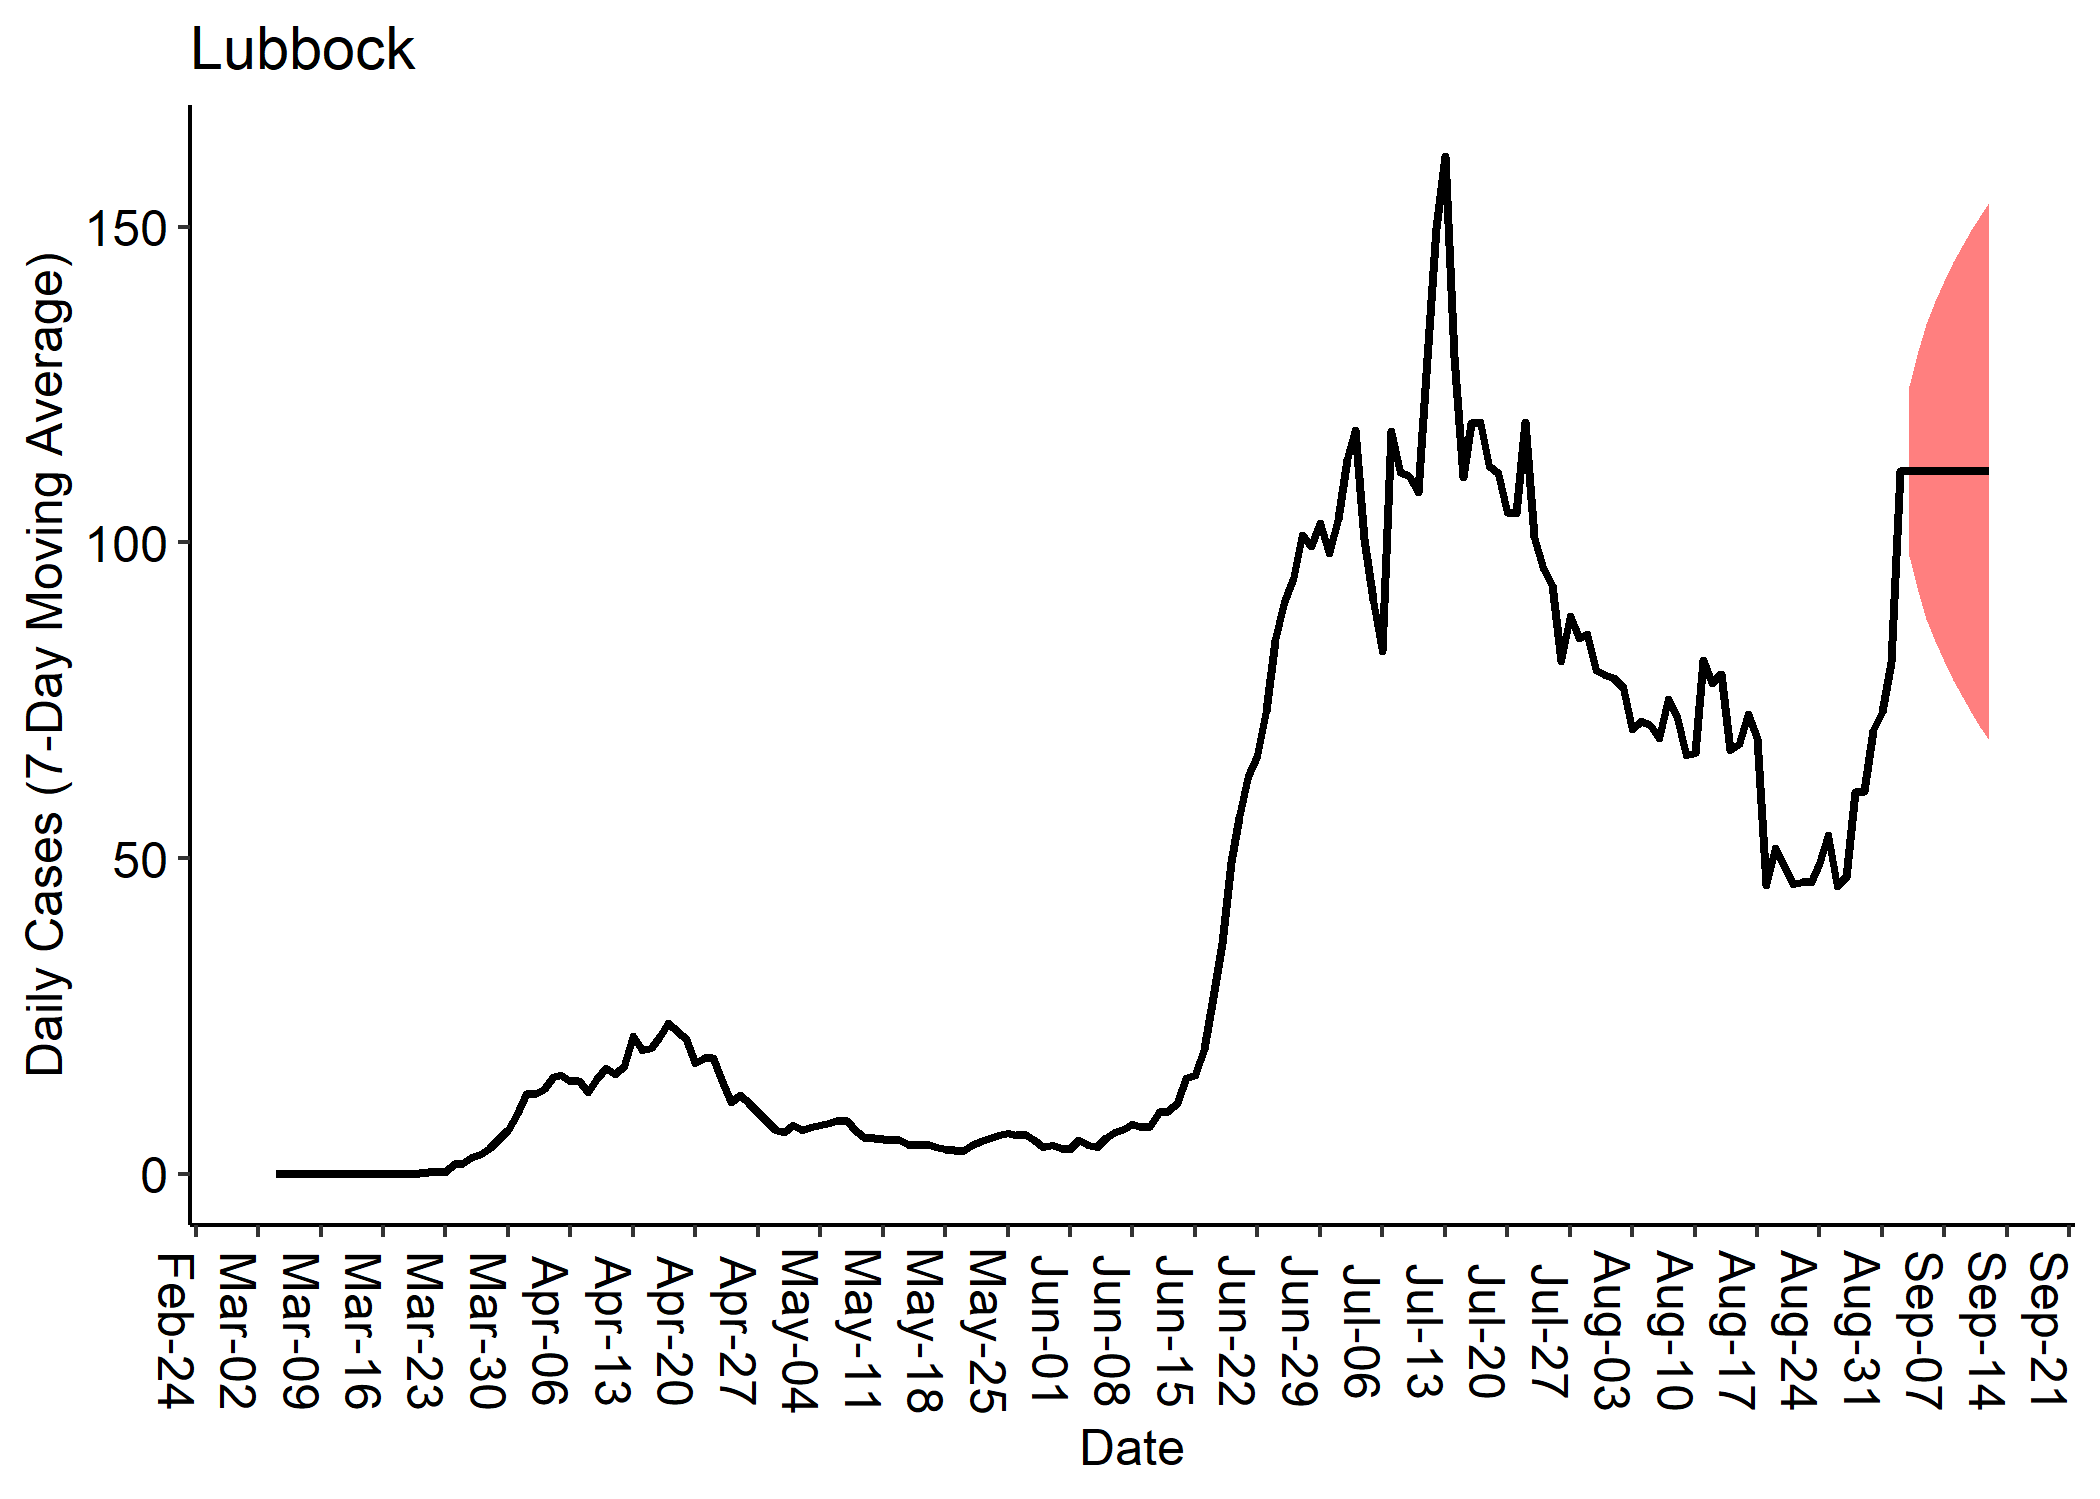 Lubbock
Daily Cases (7-Day Moving Average)
150
100
50
0
Feb-24
Mar-02
Mar-09
Mar-16
Mar-23
Mar-30
Apr-06
Apr-13
Apr-20
Apr-27
May-04
May-11
May-18
May-25
Jun-01
Jun-08
Jun-15
Jun-22
Jun-29
Jul-06
Jul-13
Jul-20
Jul-27
Aug-03
Aug-10
Aug-17
Aug-24
Aug-31
Sep-07
Sep-14
Sep-21
Date